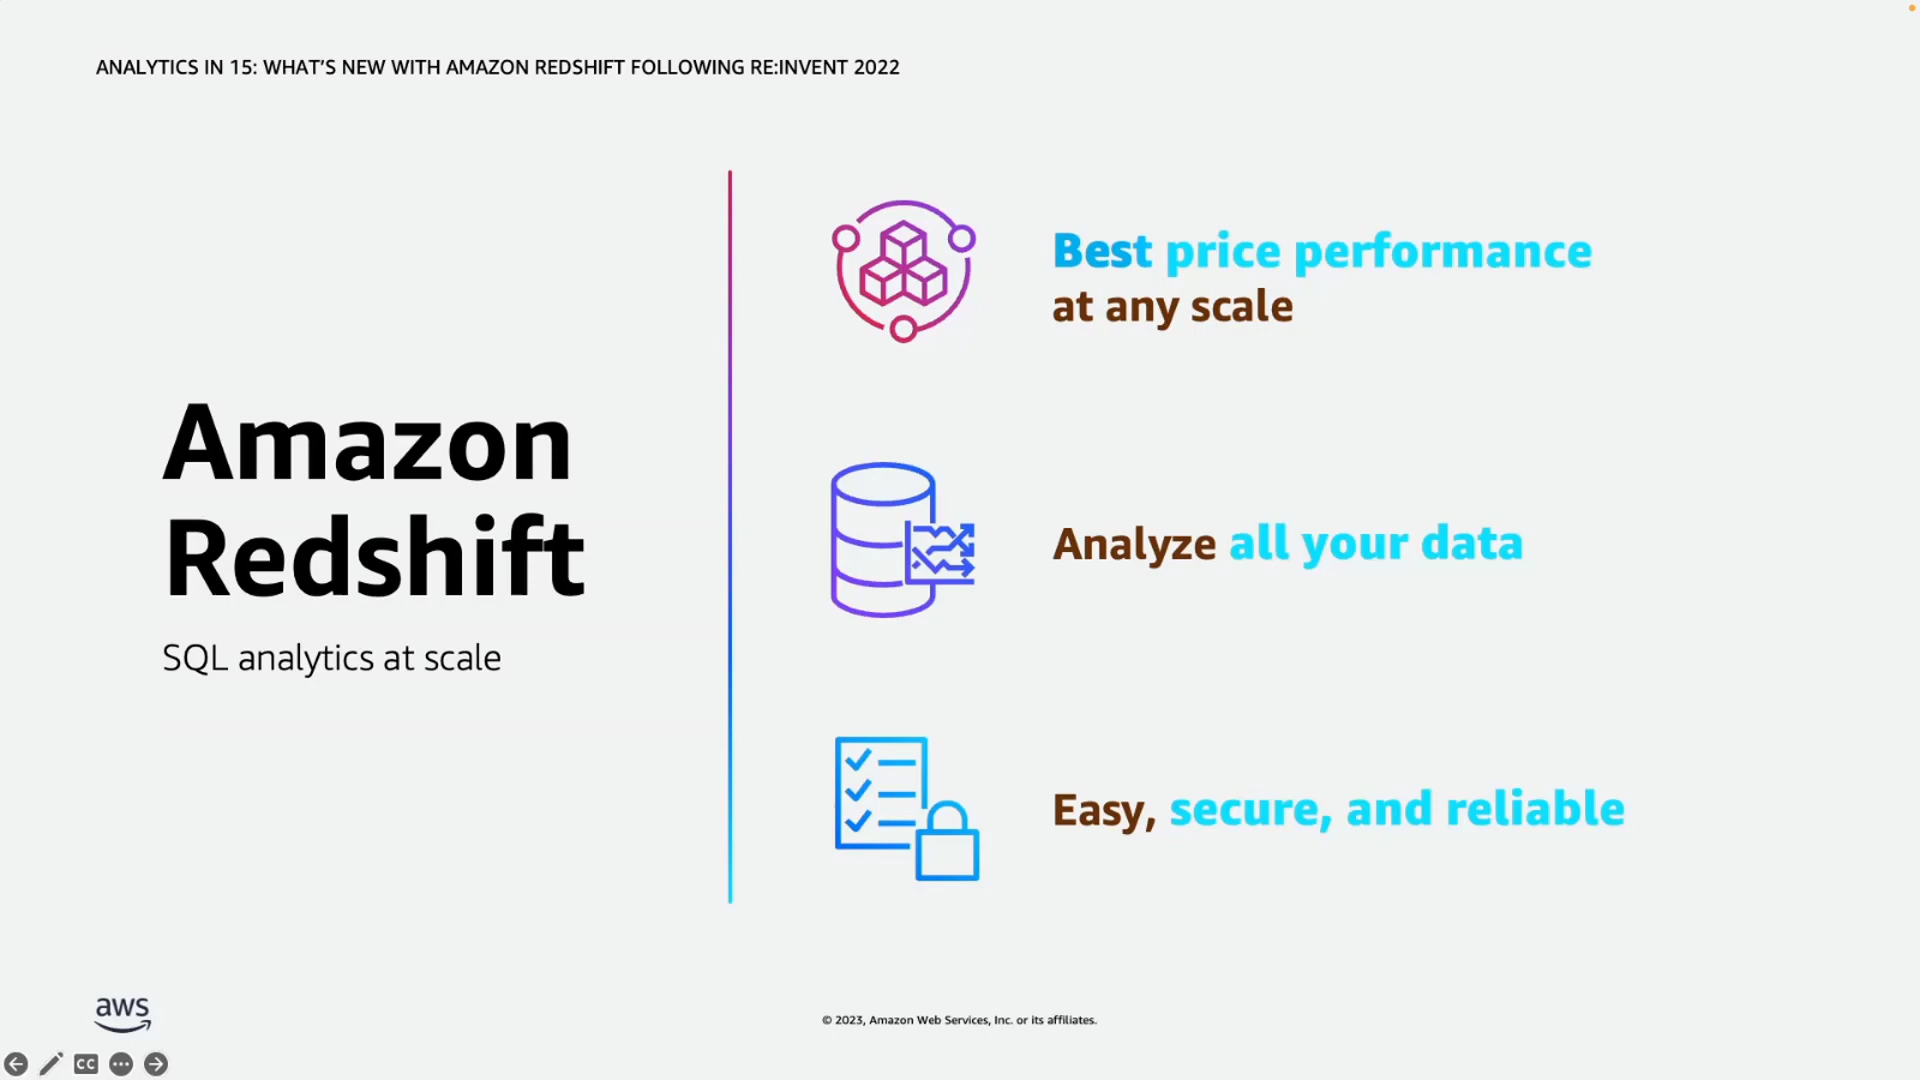 ANALYTICS IN 15: WHAT'S NEW WITH AMAZON REDSHIFT FOLLOWING RE:INVENT 2022
Amazon
Redshift
SQL analytics at scale
Best price performance
at any scale
Analyze all your data
Easy, secure, and reliable
aws
© 2023, Amazon Web Services, Inc. or its affiliates.
CC